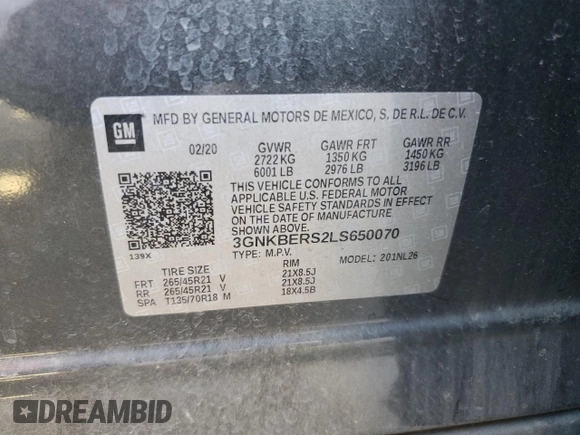 GM
MFD BY GENERAL MOTORS DE MEXICO, S. DE R.L. DE C.V.
02/20 GVWR GAWR FRT GAWR RR
2722 KG 1350 KG 1450 KG
6001 LB 2976 LB 3196 LB
THIS VEHICLE CONFORMS TO ALL
APPLICABLE U.S. FEDERAL MOTOR
VEHICLE SAFETY STANDARDS IN EFFECT
ON THE DATE OF MANUFACTURE SHOWN ABOVE.
3GNKBERS2LS650070
139X TYPE: M.P.V. MODEL: 201NL26
TIRE SIZE RIM
FRT 265/45R21 V 21X8.5J
RR 265/45R21 V 21X8.5J
SPA T135/70R18 M 18X4.5B
DREAMBID